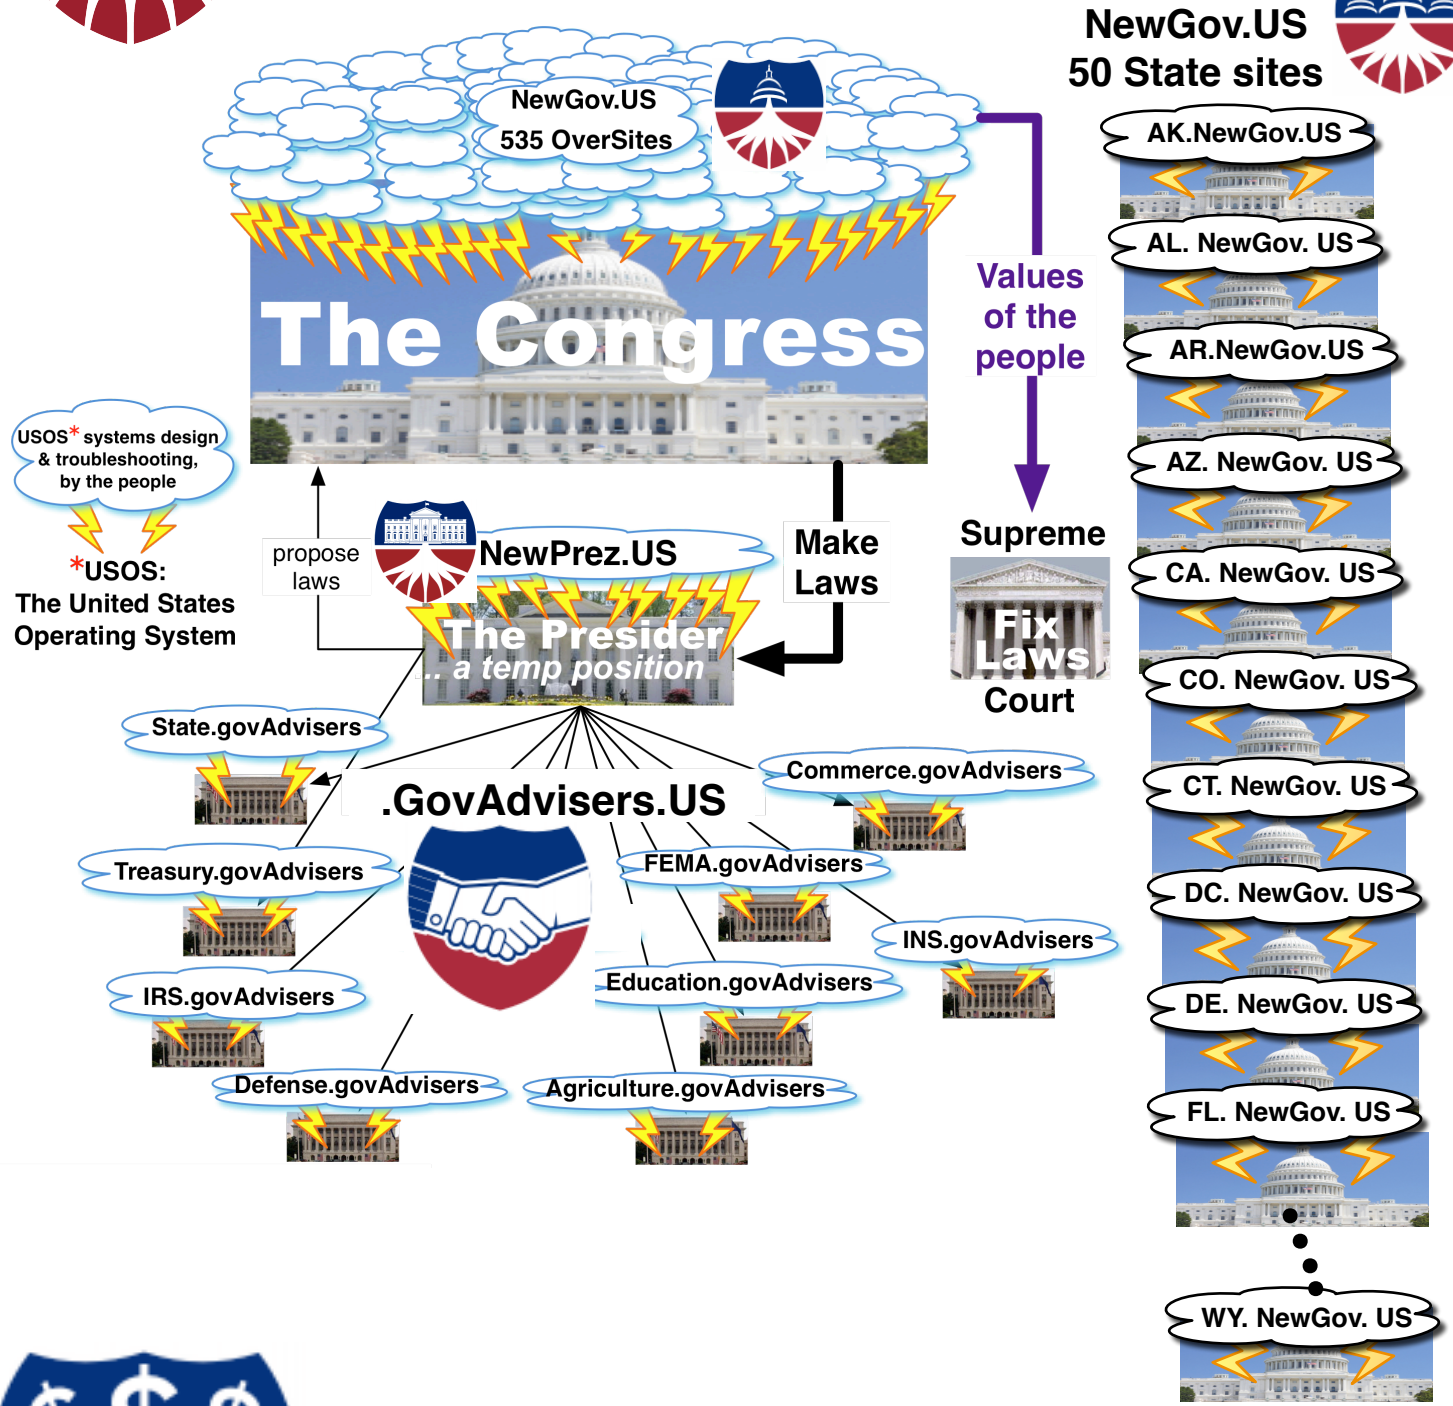 NewGov.US
50 State sites
NewGov.US
535 OverSites
The Congress
Values
of the
people
USOS* systems design
& troubleshooting,
by the people
*USOS:
The United States
Operating System
propose
laws
NewPrez.US
Make
Laws
The Presider
.. a temp position
Supreme
Fix
Laws
Court
State.govAdvisers
.GovAdvisers.US
Commerce.govAdvisers
Treasury.govAdvisers
FEMA.govAdvisers
INS.govAdvisers
IRS.govAdvisers
Education.govAdvisers
Defense.govAdvisers
Agriculture.govAdvisers
AK.NewGov.US
AL. NewGov. US
AR.NewGov.US
AZ. NewGov. US
CA. NewGov. US
CO. NewGov. US
CT. NewGov. US
DC. NewGov. US
DE. NewGov. US
FL. NewGov. US
WY. NewGov. US
$